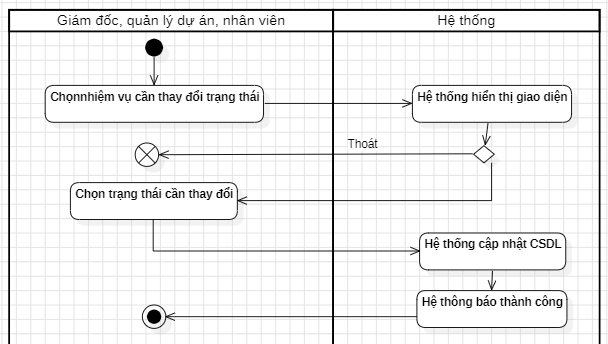 Giám đốc, quản lý dự án, nhân viên
Hệ thống
Chọnnhiệm vụ cần thay đổi trạng thái
Hệ thống hiển thị giao diện
Thoát
Chọn trạng thái cần thay đổi
Hệ thống cập nhật CSDL
Hệ thông báo thành công